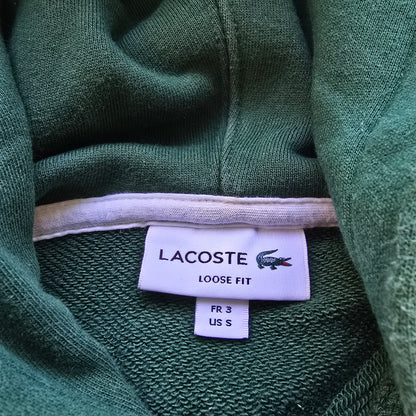 LACOSTE
LOOSE FIT
FR 3
US S